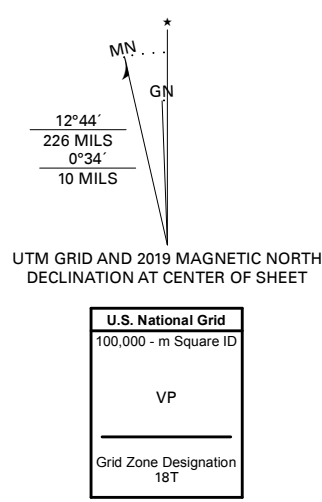 MN
GN
12°44´
226 MILS
0°34´
10 MILS
UTM GRID AND 2019 MAGNETIC NORTH
DECLINATION AT CENTER OF SHEET
U.S. National Grid
100,000 - m Square ID
VP
Grid Zone Designation
18T